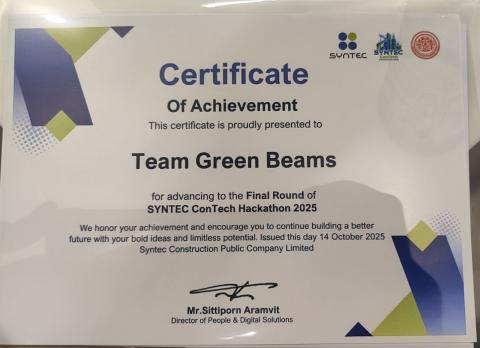 SYNTEC
SYNTEC
Certificate
Of Achievement
This certificate is proudly presented to
Team Green Beams
for advancing to the Final Round of
SYNTEC ConTech Hackathon 2025
We honor your achievement and encourage you to continue building a better
future with your bold ideas and limitless potential. Issued this day 14 October 2025
Syntec Construction Public Company Limited
Mr.Sittiporn Aramvit
Director of People & Digital Solutions